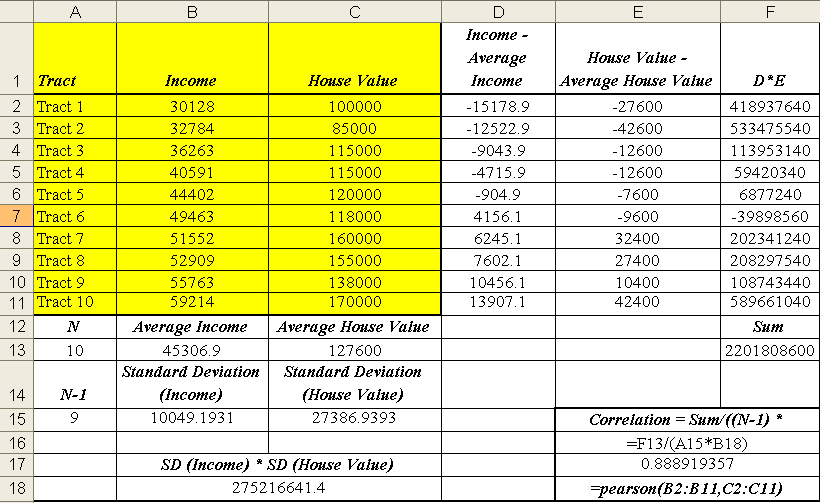 A B C D E F
Income -
Average House Value -
1 Tract Income House Value Income Average House Value D*E
2 Tract 1 30128 100000 -15178.9 -27600 418937640
3 Tract 2 32784 85000 -12522.9 -42600 533475540
4 Tract 3 36263 115000 -9043.9 -12600 113953140
5 Tract 4 40591 115000 -4715.9 -12600 59420340
6 Tract 5 44402 120000 -904.9 -7600 6877240
7 Tract 6 49463 118000 4156.1 -9600 -39898560
8 Tract 7 51552 160000 6245.1 32400 202341240
9 Tract 8 52909 155000 7602.1 27400 208297540
10 Tract 9 55763 138000 10456.1 10400 108743440
11 Tract 10 59214 170000 13907.1 42400 589661040
12 N Average Income Average House Value Sum
13 10 45306.9 127600 2201808600
Standard Deviation Standard Deviation
14 N-1 (Income) (House Value)
15 9 10049.1931 27386.9393 Correlation = Sum/((N-1) *
16 =F13/(A15*B18)
17 SD (Income) * SD (House Value) 0.888919357
18 275216641.4 =pearson(B2:B11,C2:C11)